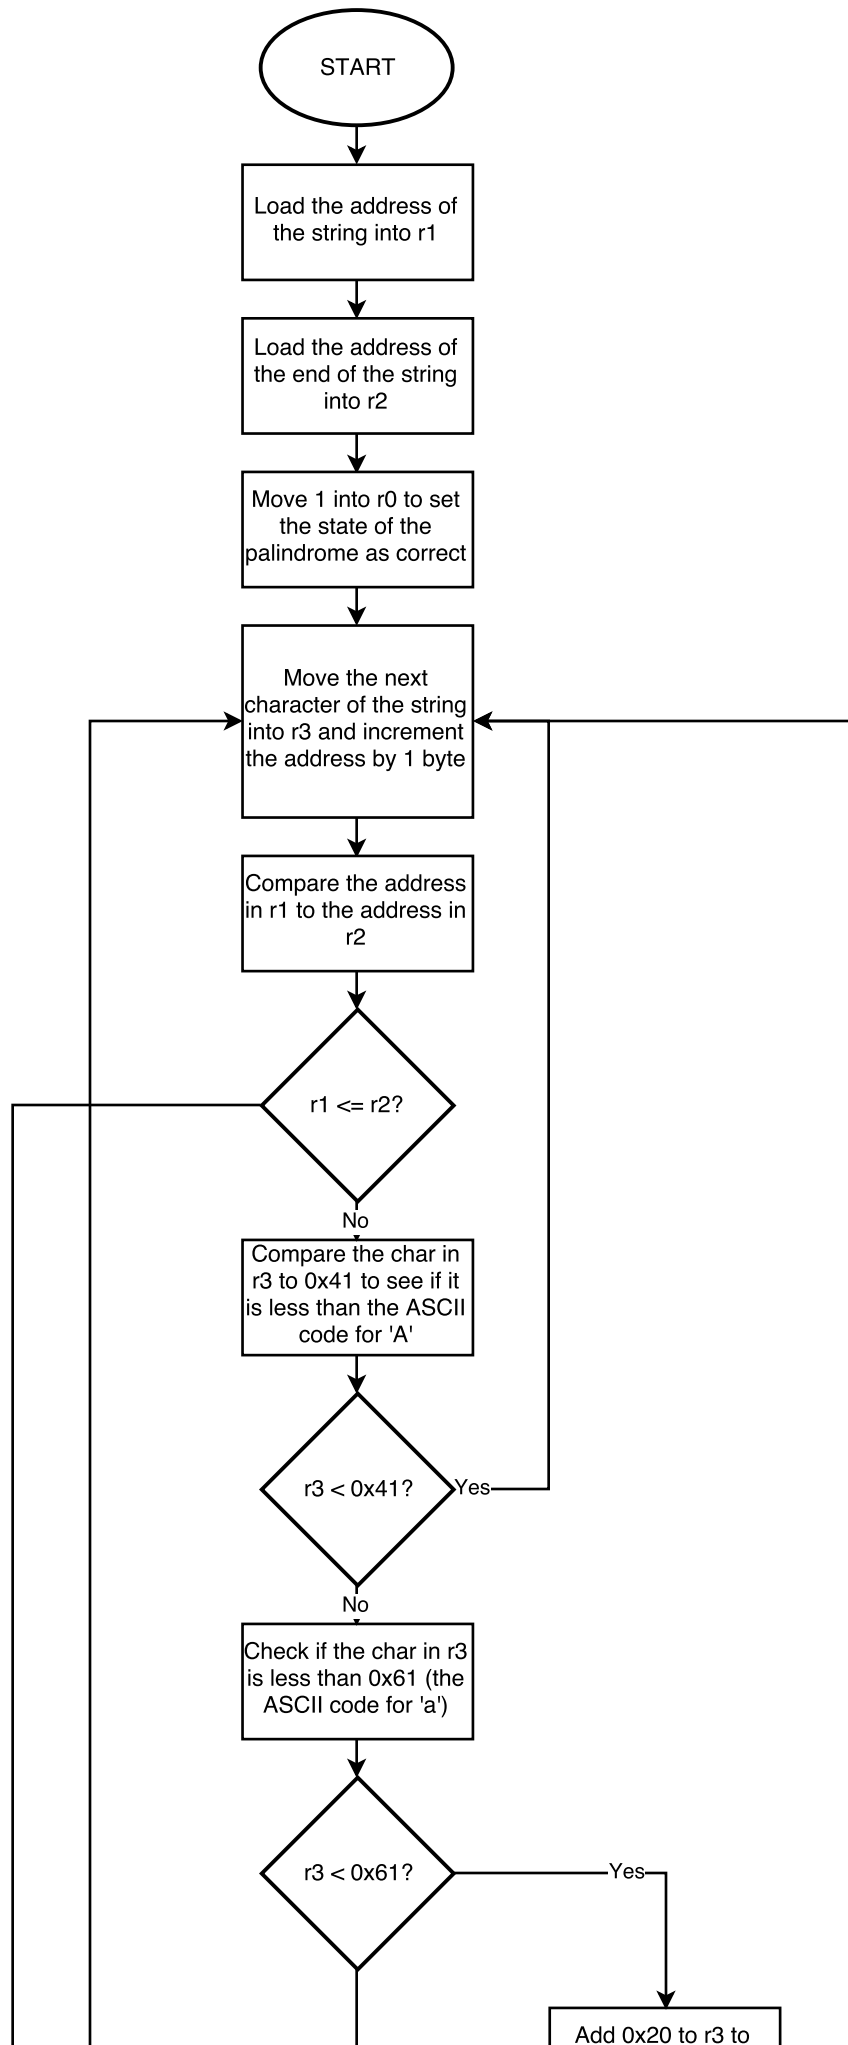 START
Load the address of
the string into r1
Load the address of
the end of the string
into r2
Move 1 into r0 to set
the state of the
palindrome as correct
Move the next
character of the string
into r3 and increment
the address by 1 byte
Compare the address
in r1 to the address in
r2
r1 <= r2?
No
Compare the char in
r3 to 0x41 to see if it
is less than the ASCII
code for 'A'
r3 < 0x41?
Yes
No
Check if the char in r3
is less than 0x61 (the
ASCII code for 'a')
r3 < 0x61?
Yes
Add 0x20 to r3 to